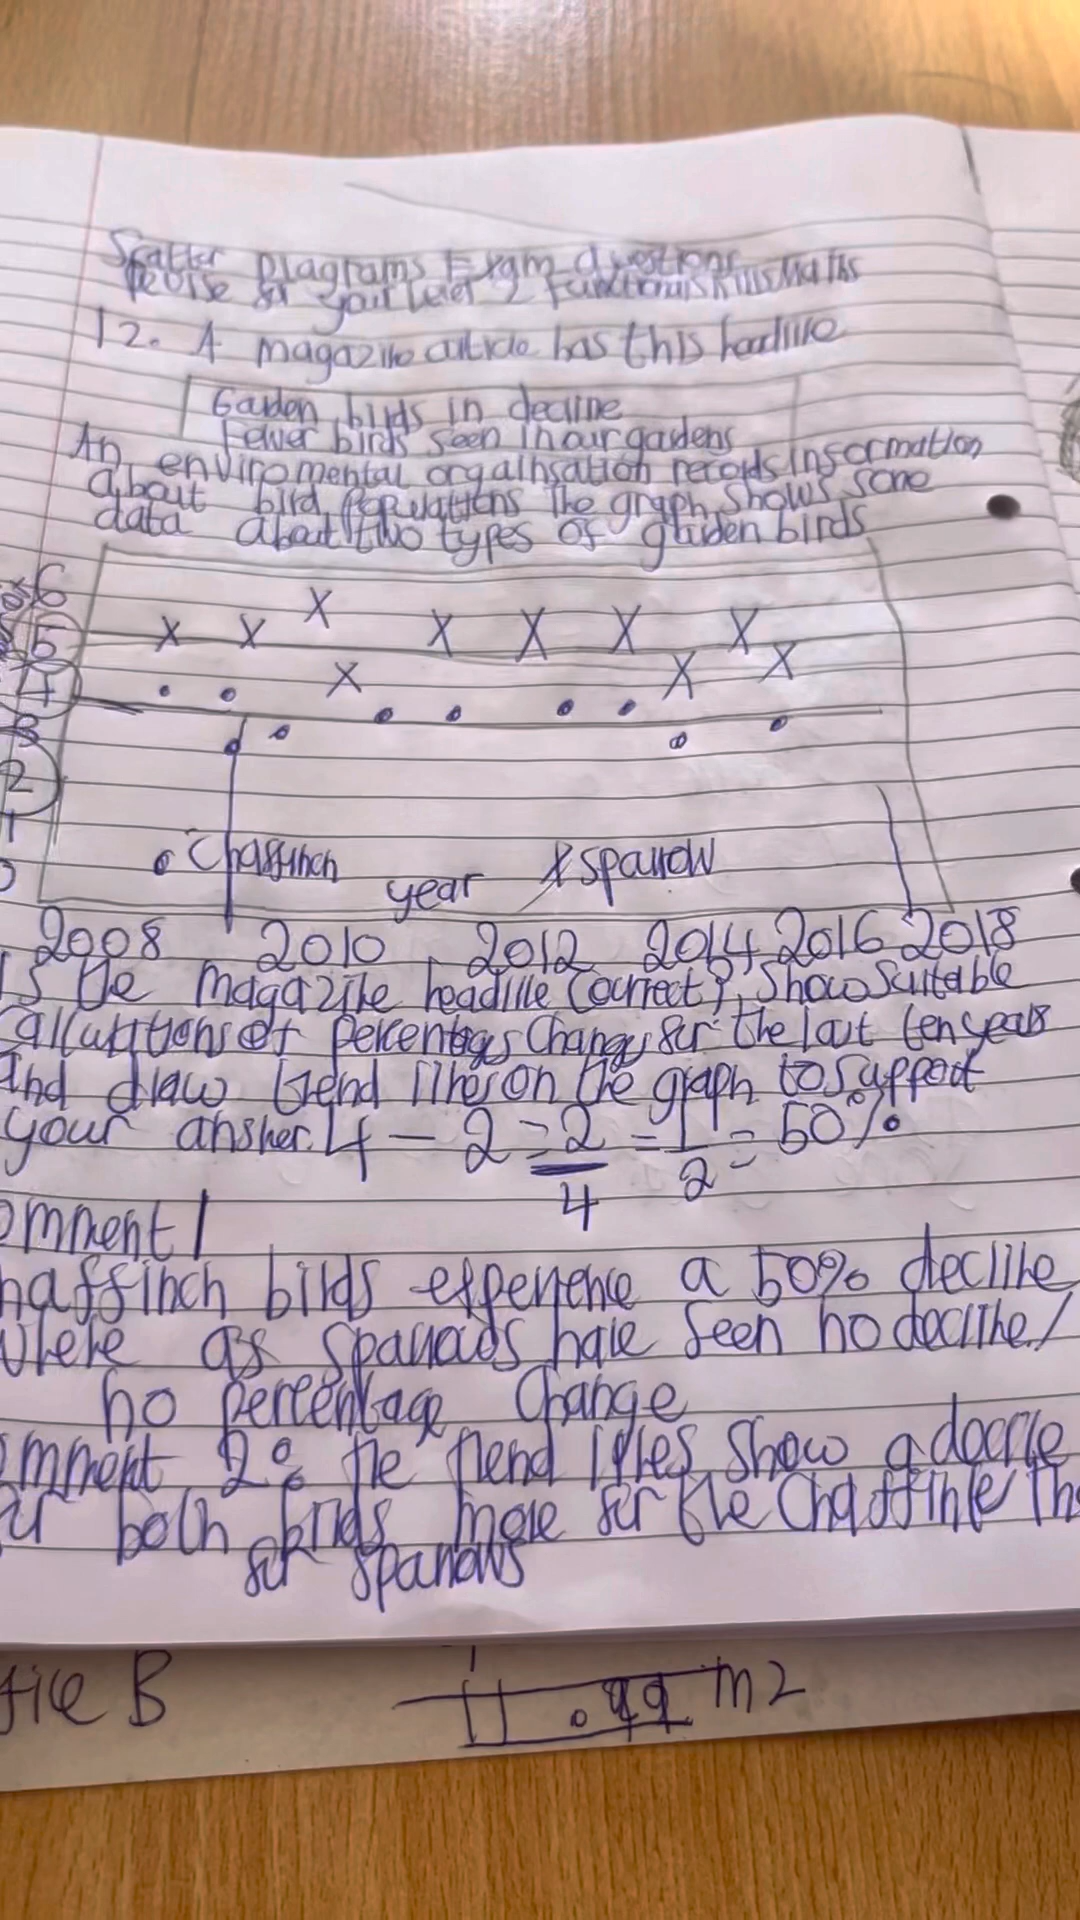 Scatter Diagrams Exam questions
Revise for your level 2 functional skills Maths
12. A magazine article has this headline
Garden birds in decline
Fewer birds seen in our gardens
An enviromental orgainsation records information
about bird populations The graph shows some
data about two types of garden birds
6
5
4
3
2
1
0
• Chaffinch
year
X sparrow
2008 2010 2012 2014 2016 2018
is the magazine headline correct?, show suitable
callulations of percentage change for the last ten years
and draw trend lines on the graph to support
your answer. 4 - 2 = 2/4 = 1/2 = 50%
omment 1
haffinch birds experience a 50% decline
where as sparrows have seen no decline/
no percentage change
omment 2: the trend lines show a decline
for both birds more for the chaffinch tha
for sparrows
B
.99 m2